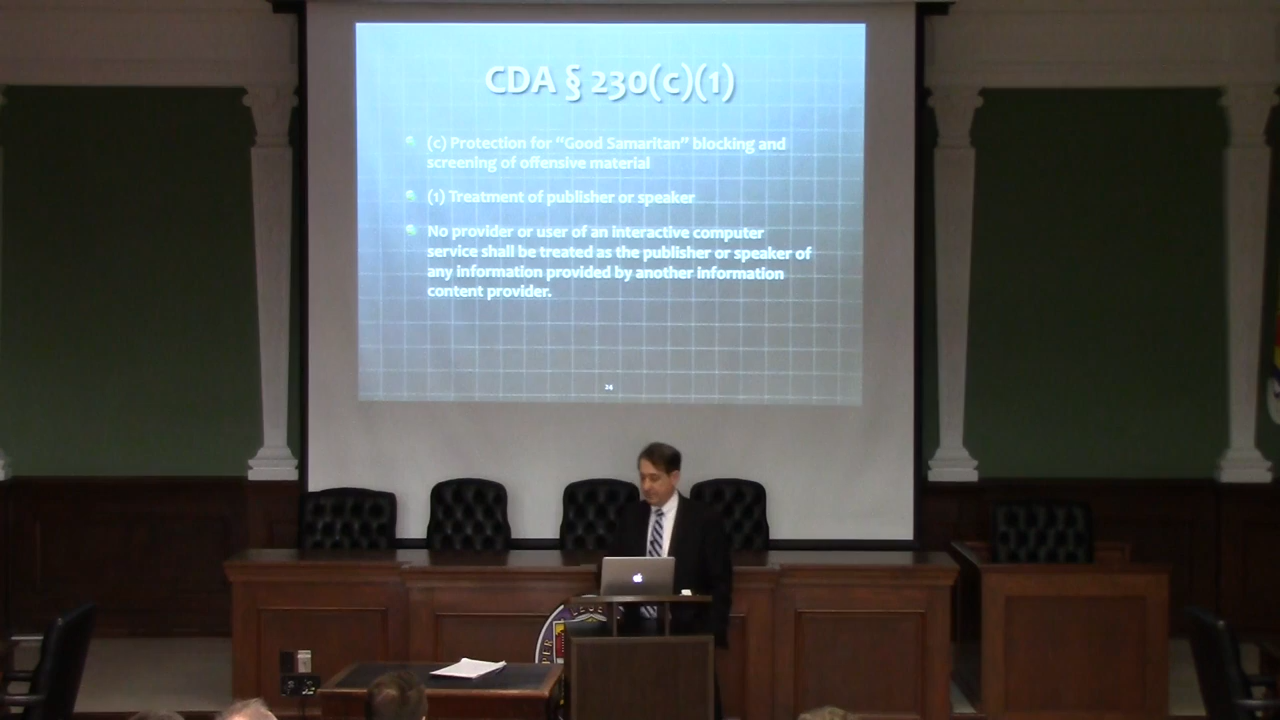 CDA § 230(c)(1)
(c) Protection for "Good Samaritan" blocking and
screening of offensive material
(1) Treatment of publisher or speaker
No provider or user of an interactive computer
service shall be treated as the publisher or speaker of
any information provided by another information
content provider.
24